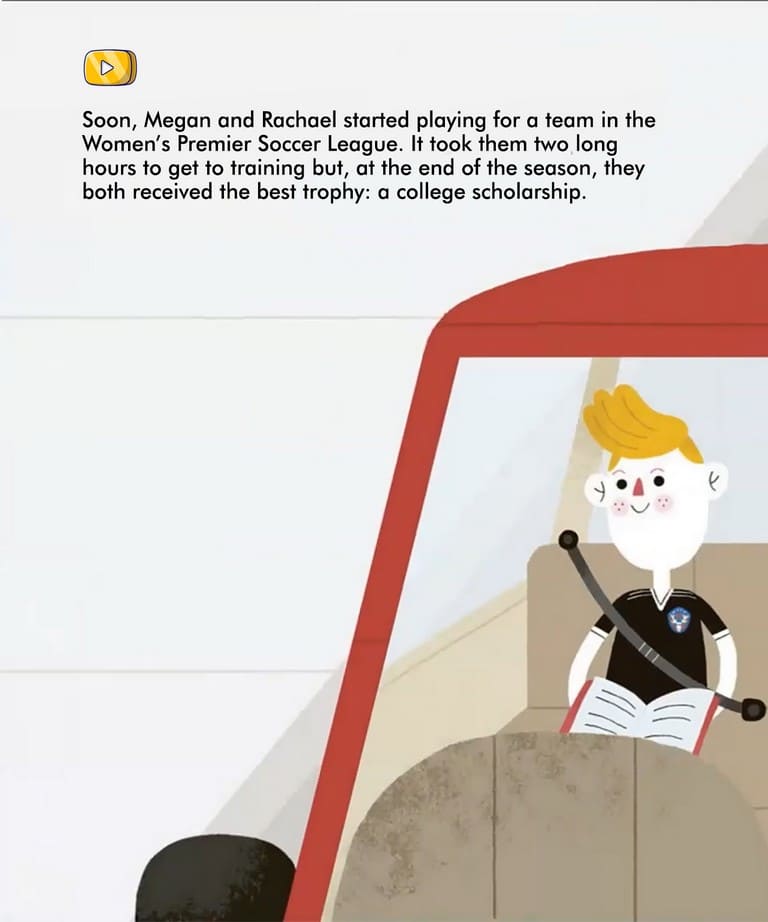 Soon, Megan and Rachael started playing for a team in the
Women's Premier Soccer League. It took them two long
hours to get to training but, at the end of the season, they
both received the best trophy: a college scholarship.